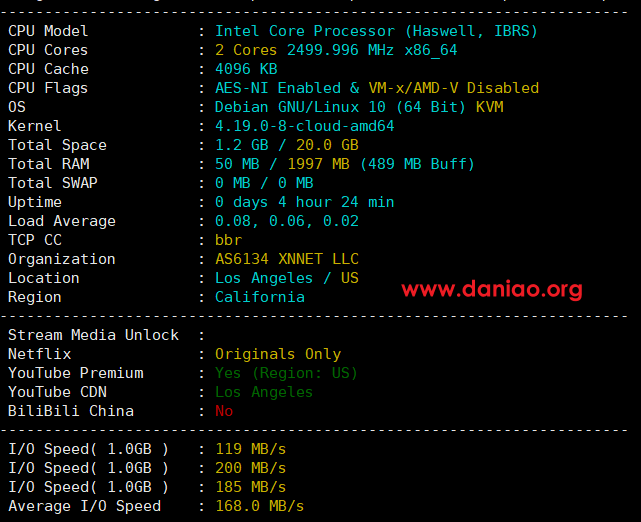 CPU Model : Intel Core Processor (Haswell, IBRS)
CPU Cores : 2 Cores 2499.996 MHz x86_64
CPU Cache : 4096 KB
CPU Flags : AES-NI Enabled & VM-x/AMD-V Disabled
OS : Debian GNU/Linux 10 (64 Bit) KVM
Kernel : 4.19.0-8-cloud-amd64
Total Space : 1.2 GB / 20.0 GB
Total RAM : 50 MB / 1997 MB (489 MB Buff)
Total SWAP : 0 MB / 0 MB
Uptime : 0 days 4 hour 24 min
Load Average : 0.08, 0.06, 0.02
TCP CC : bbr
Organization : AS6134 XNNET LLC
Location : Los Angeles / US
Region : California
www.daniao.org
Stream Media Unlock :
Netflix : Originals Only
YouTube Premium : Yes (Region: US)
YouTube CDN : Los Angeles
BiliBili China : No
I/O Speed( 1.0GB ) : 119 MB/s
I/O Speed( 1.0GB ) : 200 MB/s
I/O Speed( 1.0GB ) : 185 MB/s
Average I/O Speed : 168.0 MB/s